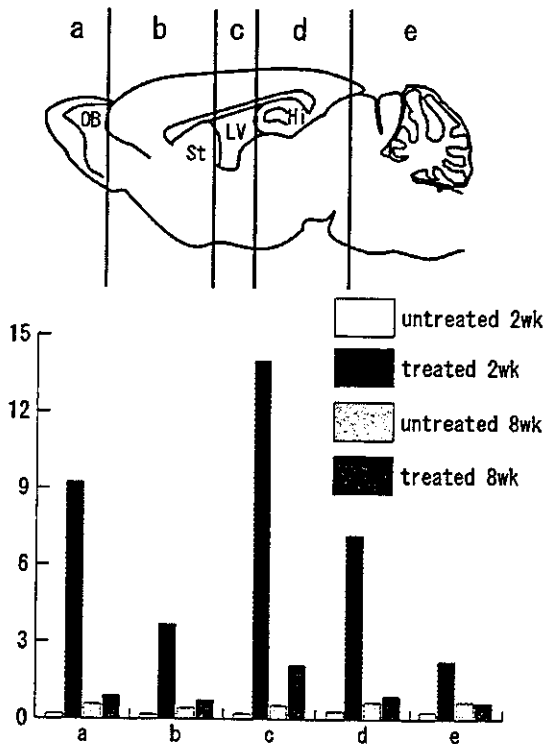 a b c d e
OB
LV
Hi
St
15
12
9
6
3
0
untreated 2wk
treated 2wk
untreated 8wk
treated 8wk
a b c d e